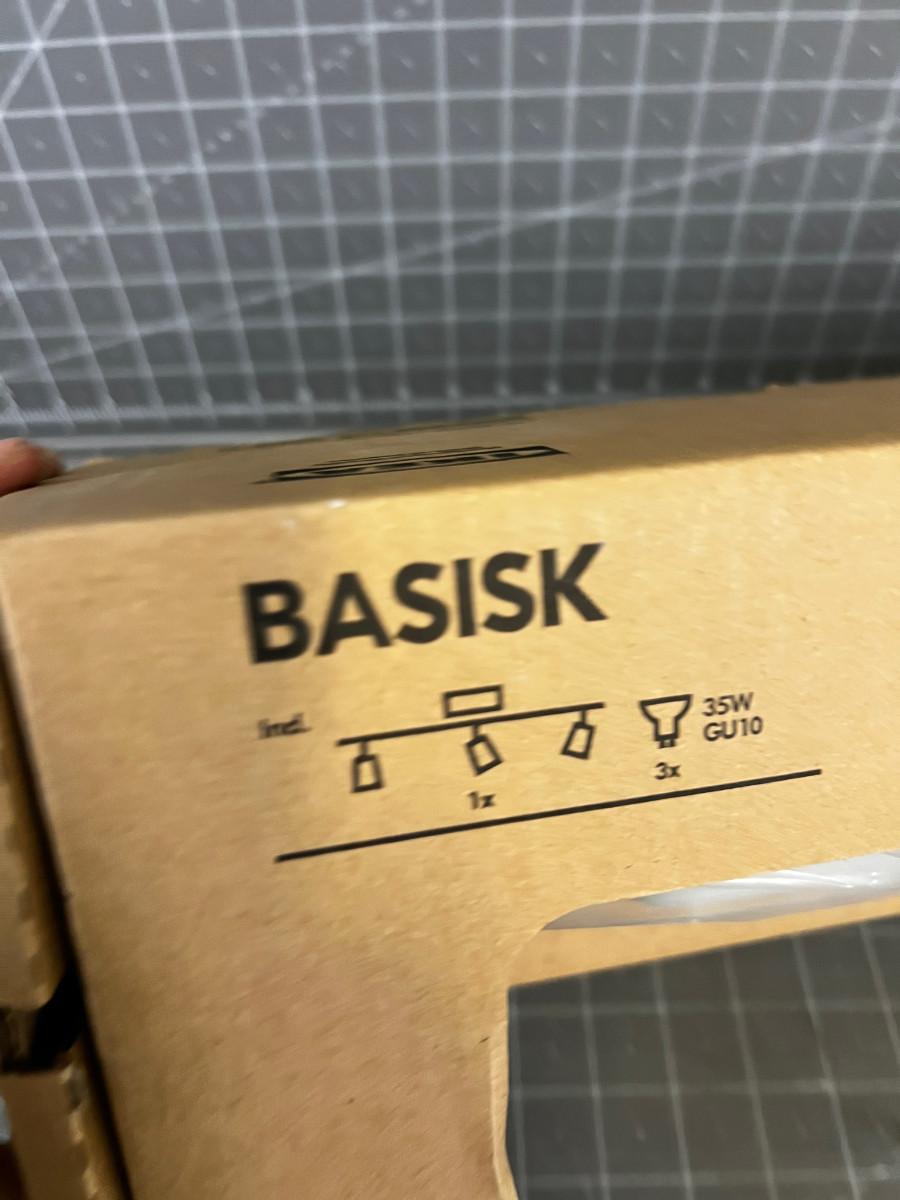 BASISK
Incl.
35W
GU10
1x
3x